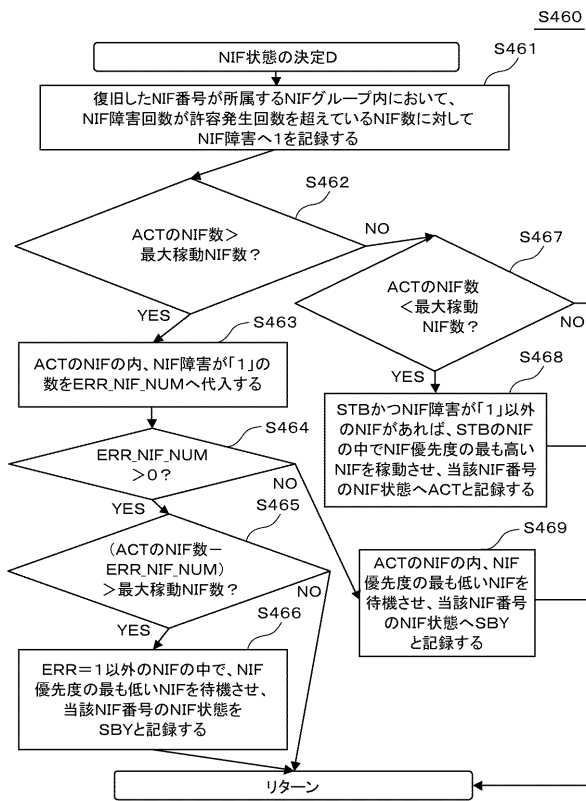 S460
NIF状態の決定D
S461
復旧したNIF番号が所属するNIFグループ内において、
NIF障害回数が許容発生回数を超えているNIF数に対して
NIF障害へ1を記録する
S462
ACTのNIF数>
最大稼動NIF数?
NO
YES
S467
ACTのNIF数
<最大稼動
NIF数?
NO
YES
S463
ACTのNIFの内、NIF障害が「1」の
数をERR_NIF_NUMへ代入する
S468
STBかつNIF障害が「1」以外
のNIFがあれば、STBのNIF
の中でNIF優先度の最も高い
NIFを稼動させ、当該NIF番号
のNIF状態へACTと記録する
S464
ERR_NIF_NUM
>0?
NO
YES
S465
(ACTのNIF数-
ERR_NIF_NUM)
>最大稼動NIF数?
NO
YES
S469
ACTのNIFの内、NIF
優先度の最も低いNIFを
待機させ、当該NIF番号
のNIF状態へSBY
と記録する
S466
ERR=1以外のNIFの中で、NIF
優先度の最も低いNIFを待機させ、
当該NIF番号のNIF状態を
SBYと記録する
リターン